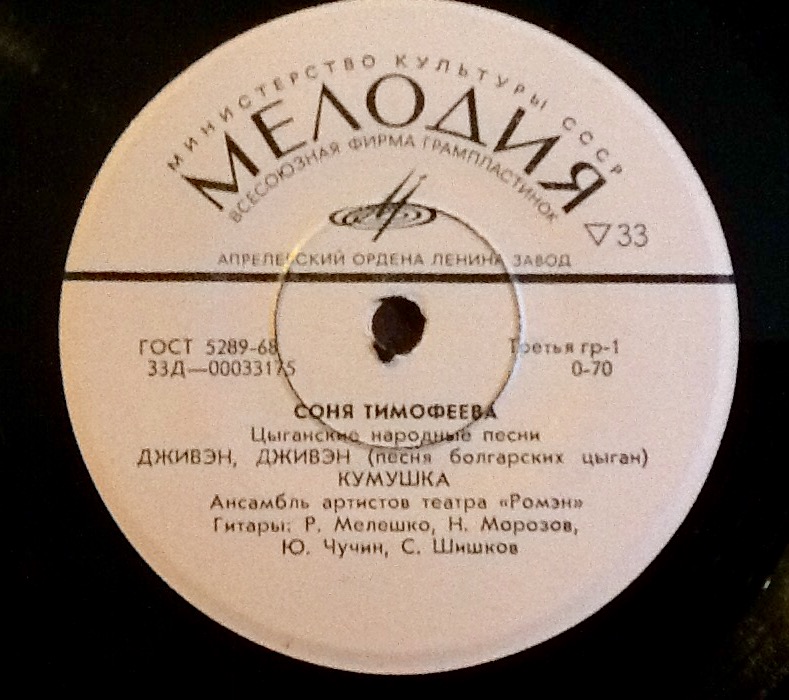 МИНИСТЕРСТВО КУЛЬТУРЫ СССР
МЕЛОДИЯ
ВСЕСОЮЗНАЯ ФИРМА ГРАМПЛАСТИНОК
▽33
АПРЕЛЕВСКИЙ ОРДЕНА ЛЕНИНА ЗАВОД
ГОСТ 5289-68
Третья гр-1
33Д—00033175
0-70
СОНЯ ТИМОФЕЕВА
Цыганские народные песни
ДЖИВЭН, ДЖИВЭН (песня болгарских цыган)
КУМУШКА
Ансамбль артистов театра «Ромэн»
Гитары: Р. Мелешко, Н. Морозов,
Ю. Чучин, С. Шишков